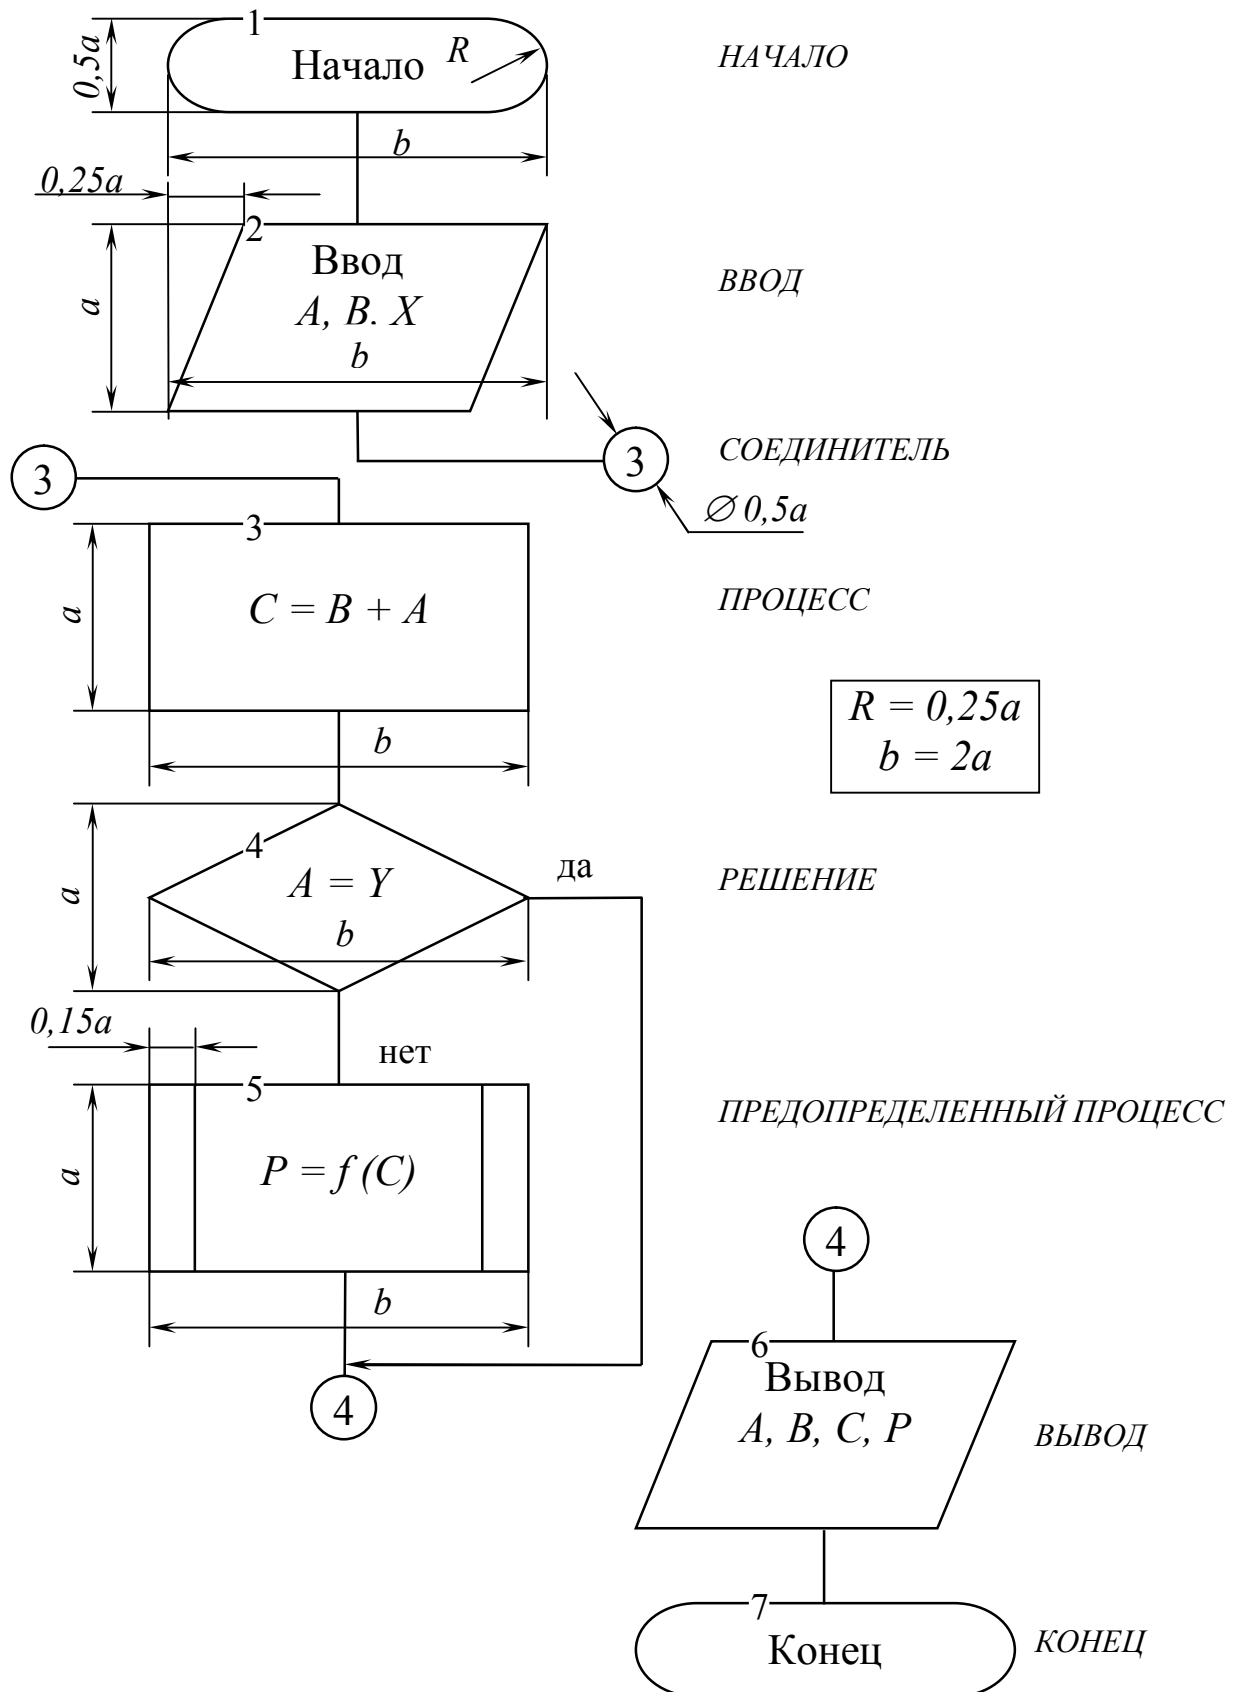 1
0,5a
Начало
R
НАЧАЛО
b
0,25a
2
a
Ввод
A, B. X
b
ВВОД
3
СОЕДИНИТЕЛЬ
∅ 0,5a
3
3
a
C = B + A
ПРОЦЕСС
b
R = 0,25a
b = 2a
4
a
A = Y
b
да
РЕШЕНИЕ
0,15a
нет
5
a
P = f (C)
ПРЕДОПРЕДЕЛЕННЫЙ ПРОЦЕСС
b
4
4
6
Вывод
A, B, C, P
ВЫВОД
7
Конец
КОНЕЦ